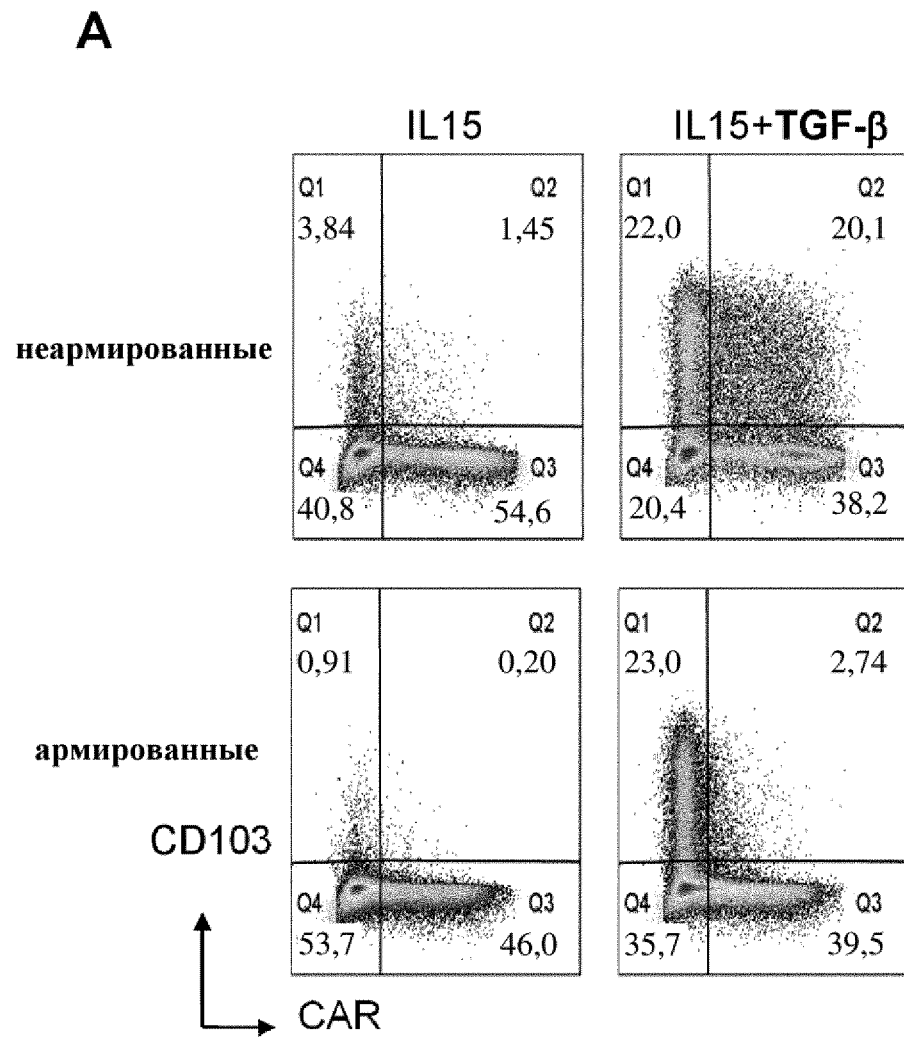 A
IL15 IL15+TGF-β
Q1 Q2 Q1 Q2
3,84 1,45 22,0 20,1
неармированные
Q4 Q3 Q4 Q3
40,8 54,6 20,4 38,2
Q1 Q2 Q1 Q2
0,91 0,20 23,0 2,74
армированные
CD103
Q4 Q3 Q4 Q3
53,7 46,0 35,7 39,5
CAR